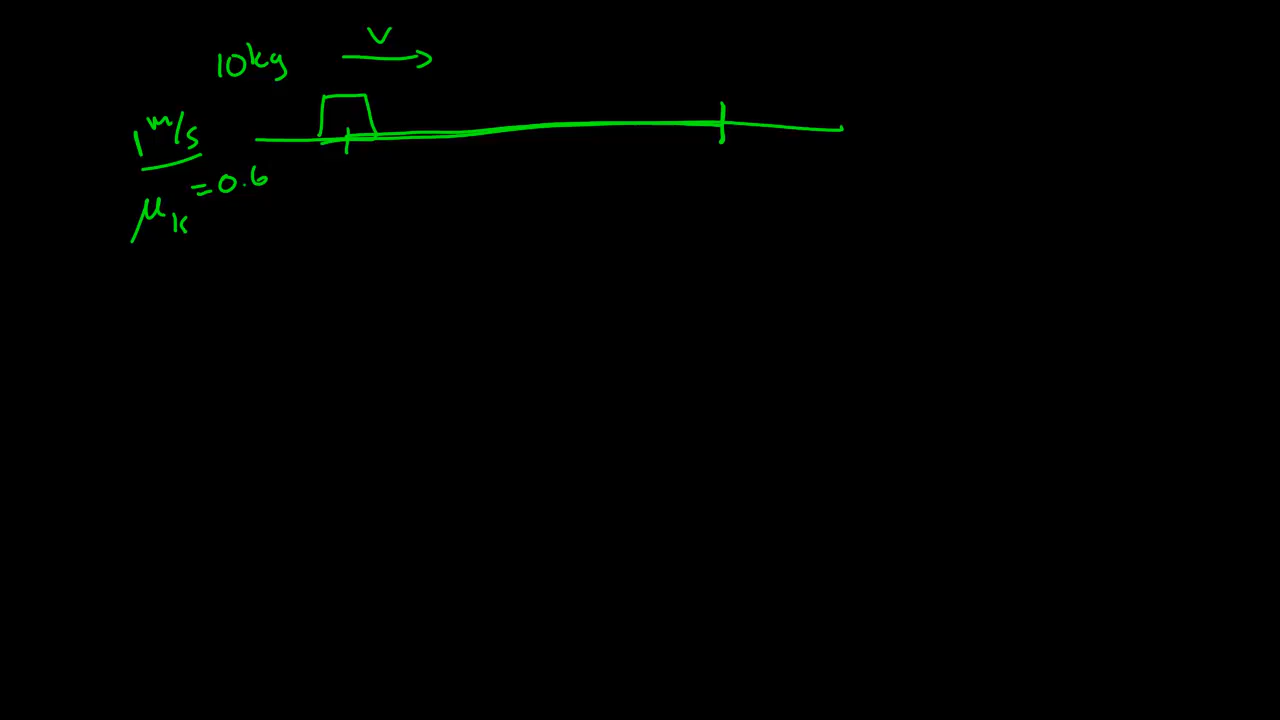 V
10kg
1 m/s
μk = 0.6